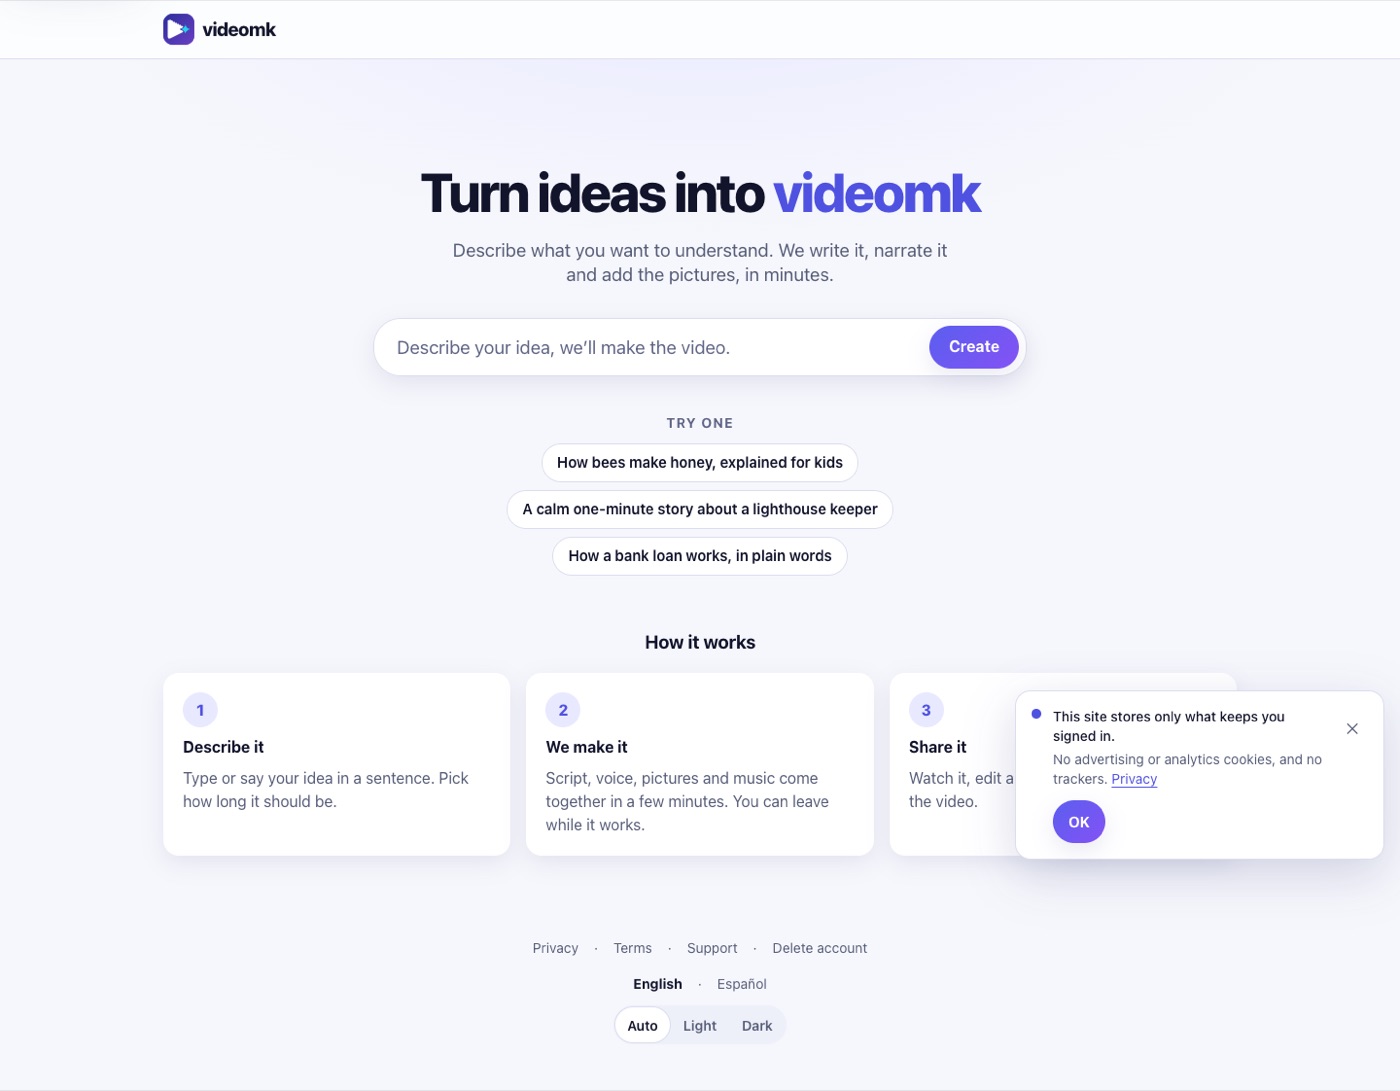 videomk
Turn ideas into videomk
Describe what you want to understand. We write it, narrate it
and add the pictures, in minutes.
Describe your idea, we’ll make the video.
Create
TRY ONE
How bees make honey, explained for kids
A calm one-minute story about a lighthouse keeper
How a bank loan works, in plain words
How it works
1
Describe it
Type or say your idea in a sentence. Pick
how long it should be.
2
We make it
Script, voice, pictures and music come
together in a few minutes. You can leave
while it works.
3
Share it
Watch it, edit a
the video.
This site stores only what keeps you
signed in.
No advertising or analytics cookies, and no
trackers. Privacy
OK
Privacy · Terms · Support · Delete account
English · Español
Auto Light Dark